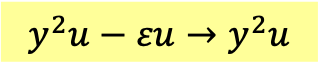 y²u − εu → y²u